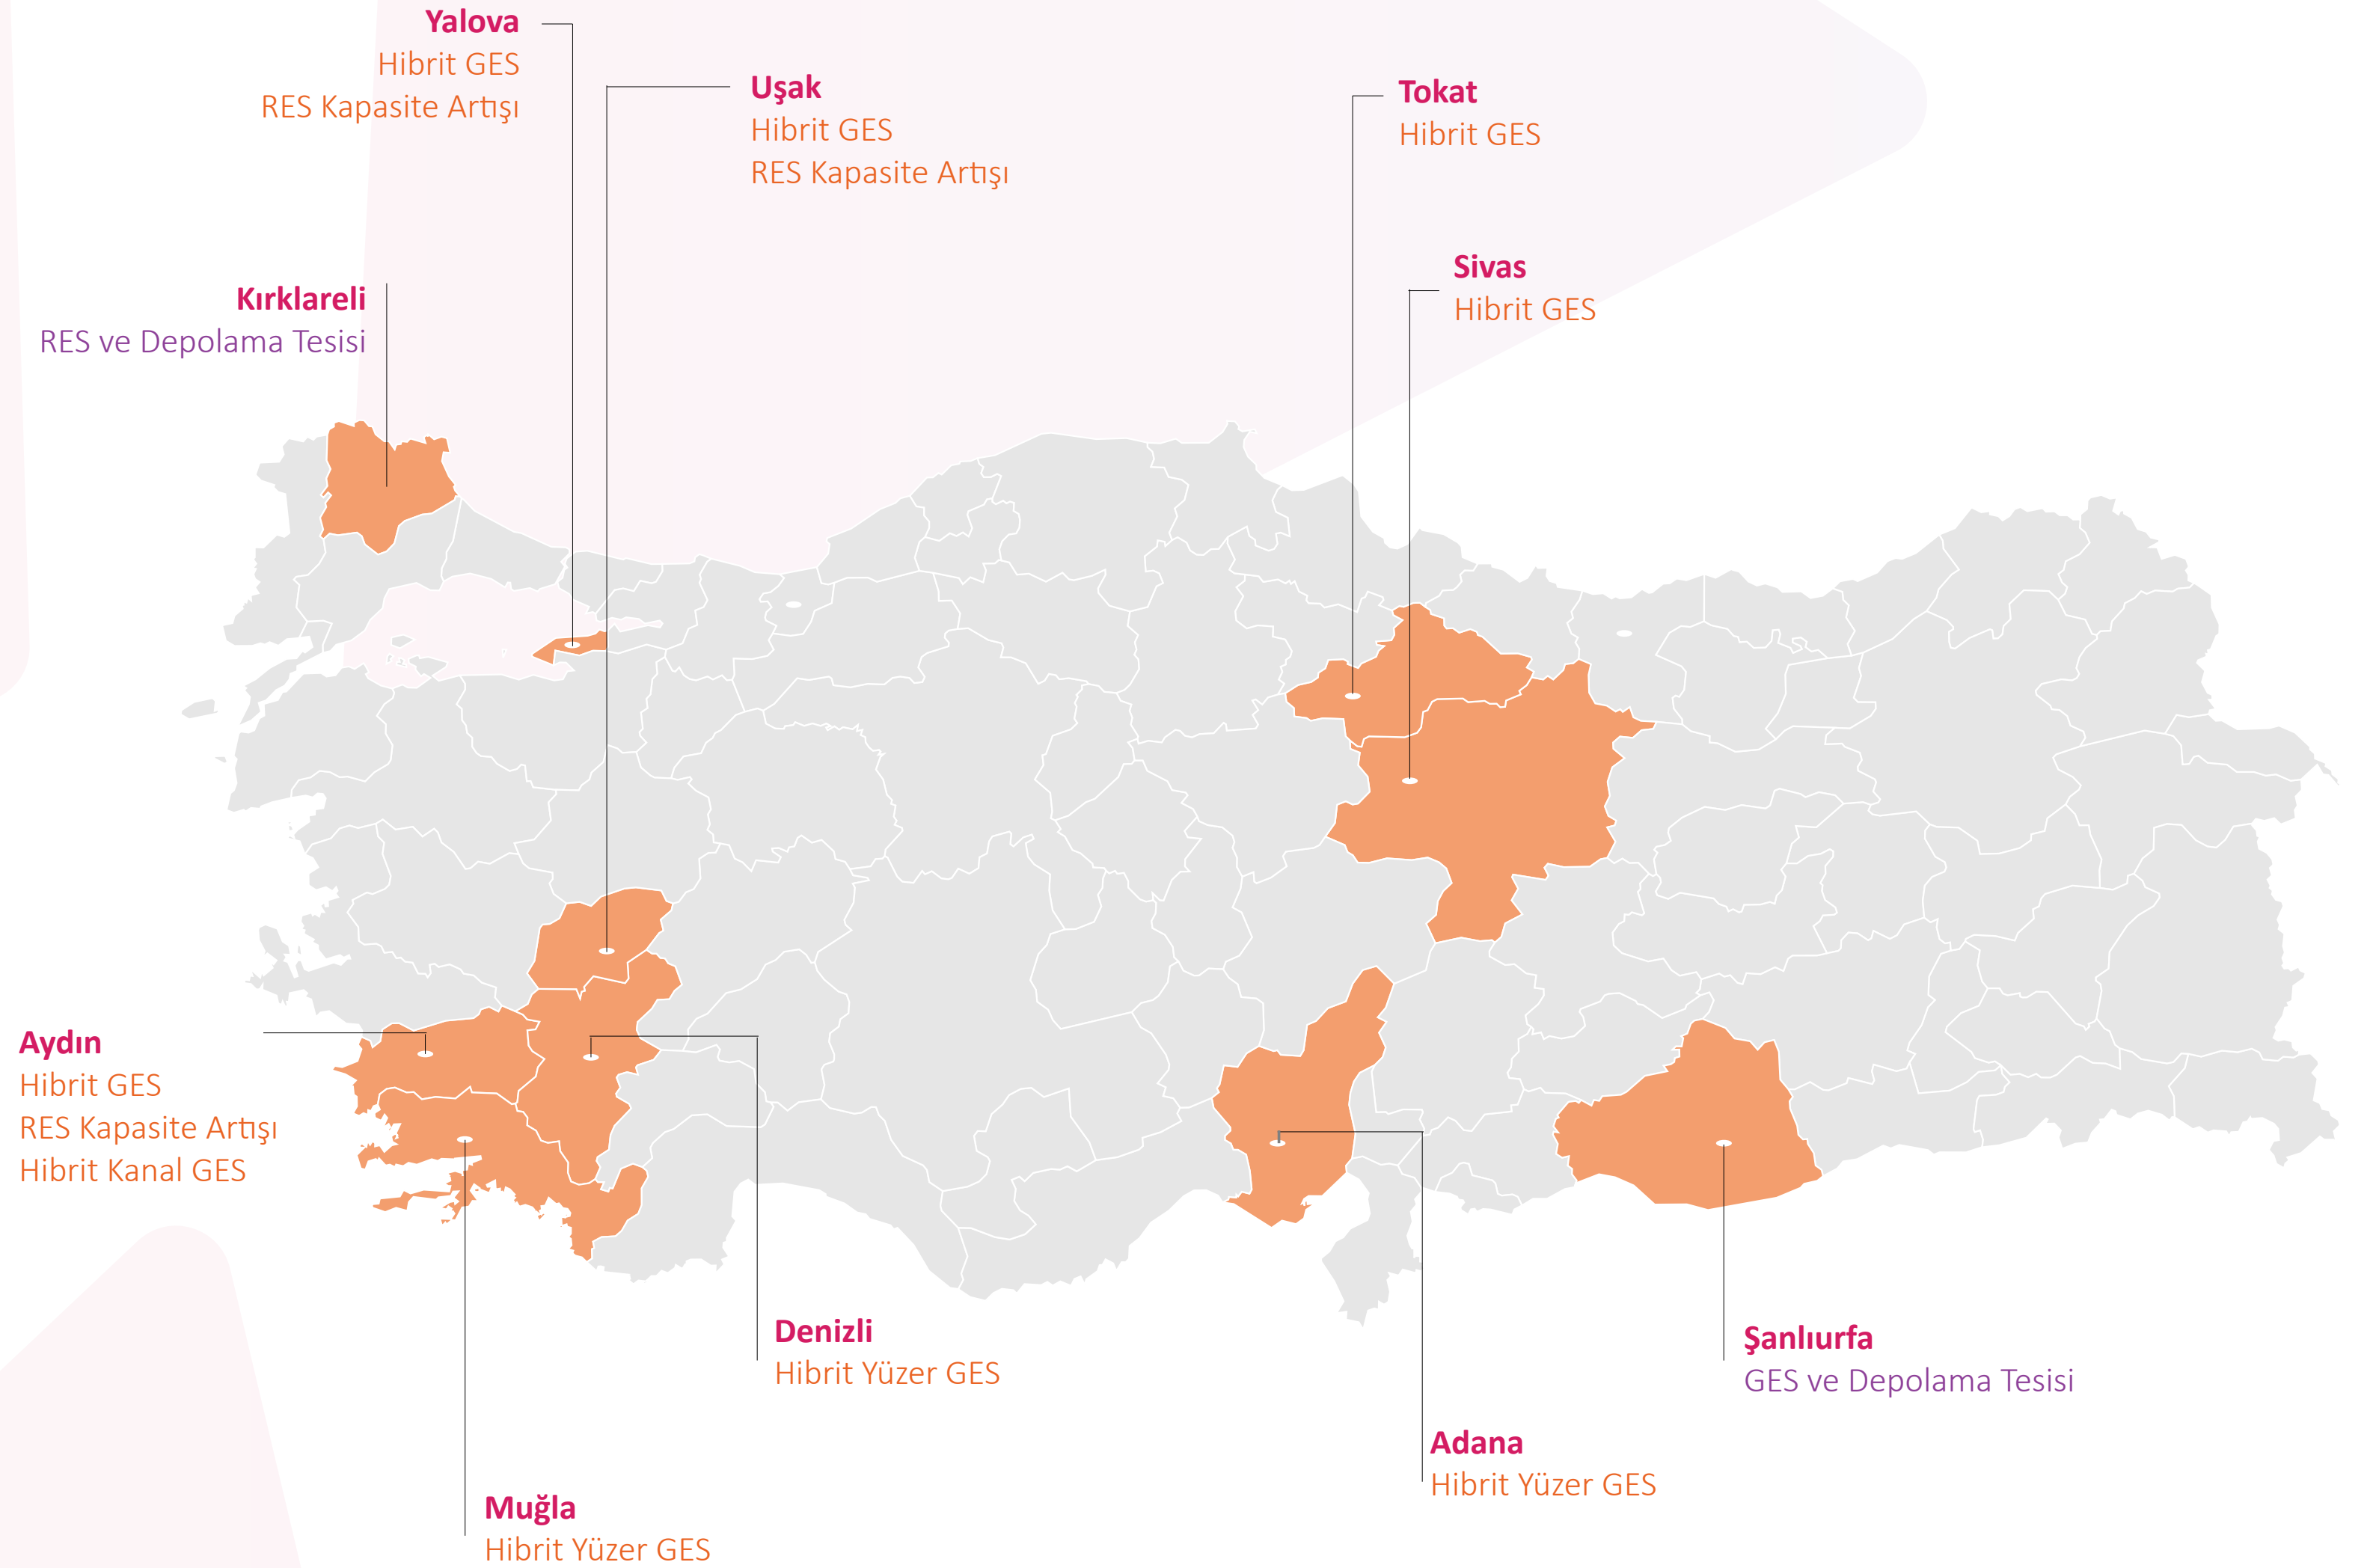 Yalova
Hibrit GES
RES Kapasite Artışı
Uşak
Hibrit GES
RES Kapasite Artışı
Tokat
Hibrit GES
Sivas
Hibrit GES
Kırklareli
RES ve Depolama Tesisi
Aydın
Hibrit GES
RES Kapasite Artışı
Hibrit Kanal GES
Denizli
Hibrit Yüzer GES
Şanlıurfa
GES ve Depolama Tesisi
Adana
Hibrit Yüzer GES
Muğla
Hibrit Yüzer GES